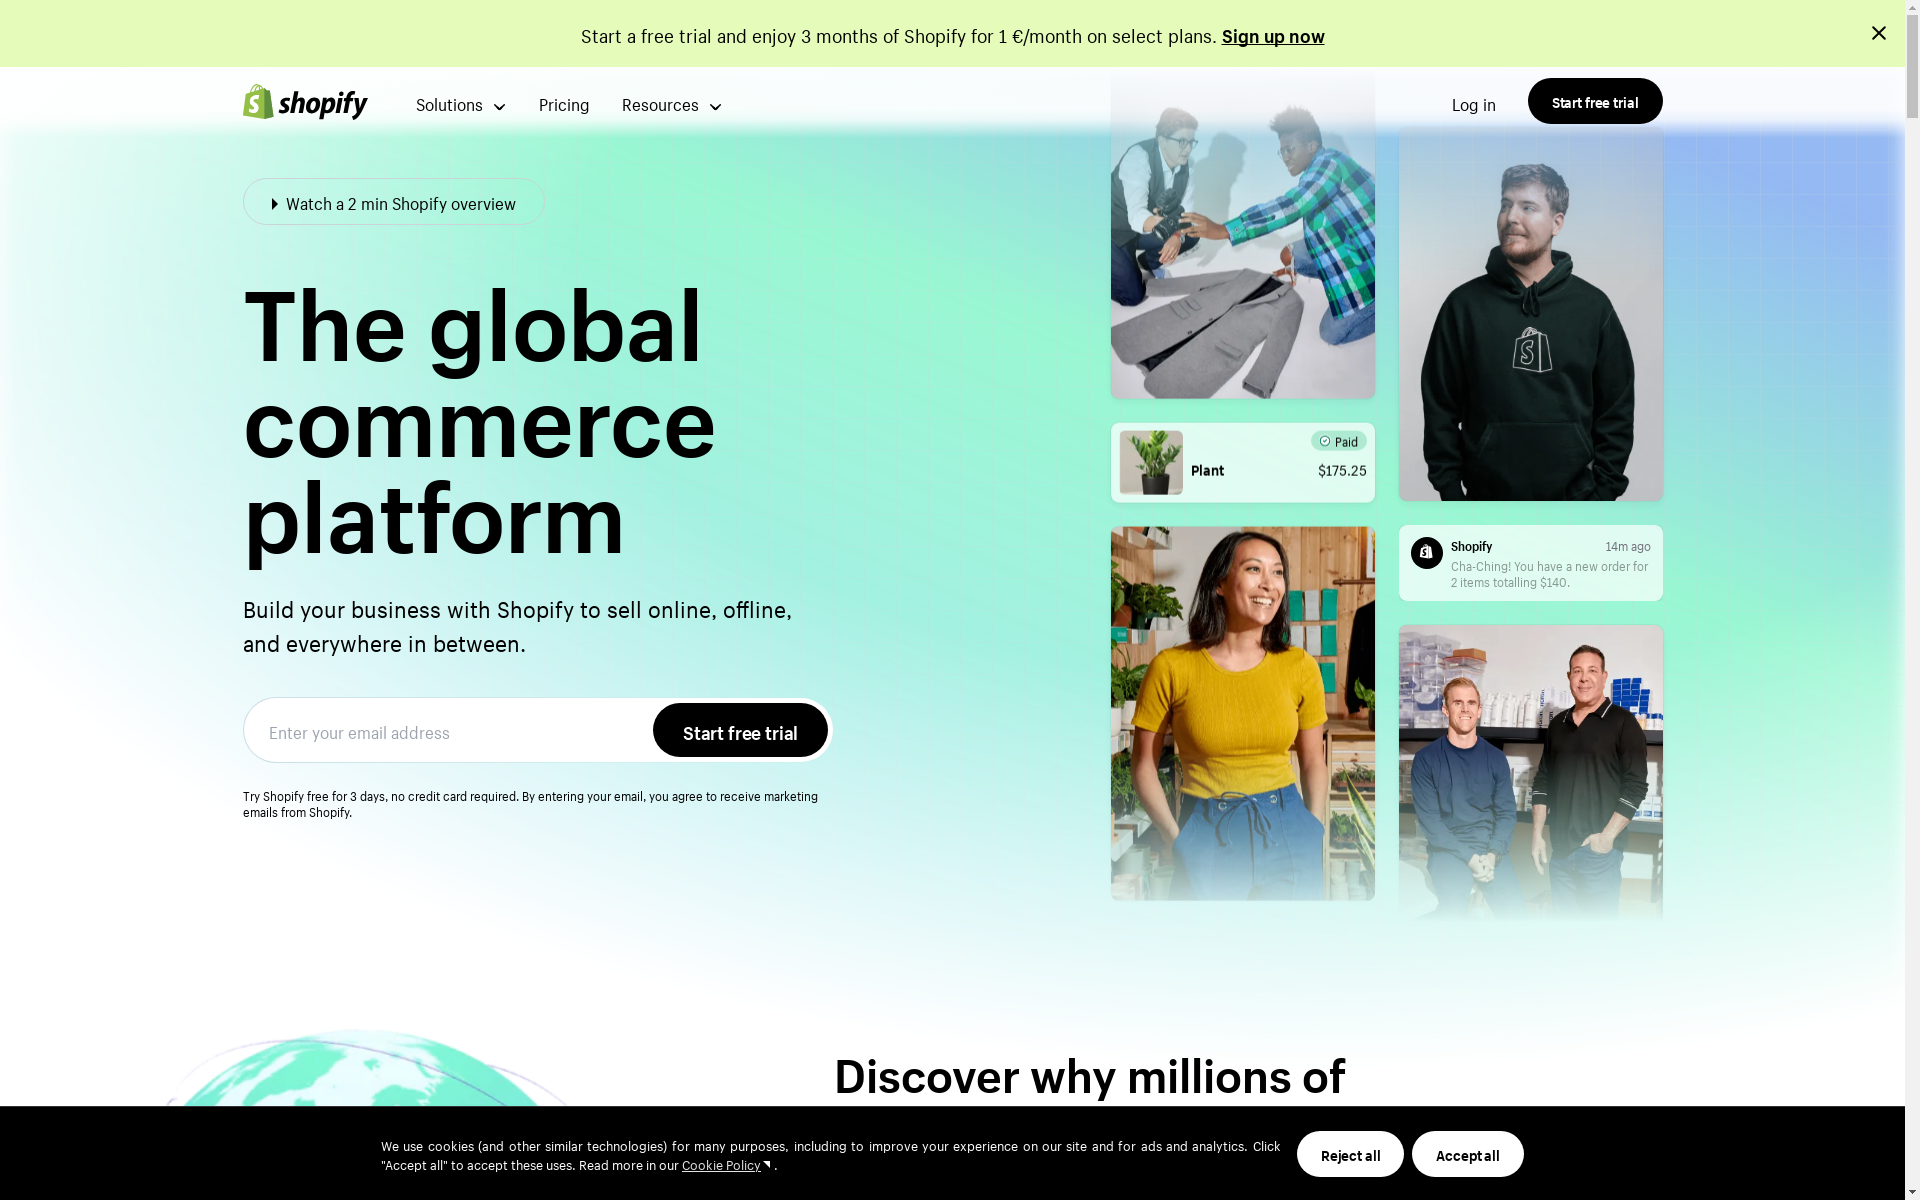 Start a free trial and enjoy 3 months of Shopify for 1 €/month on select plans. Sign up now
shopify
Solutions
Pricing
Resources
Log in
Start free trial
Watch a 2 min Shopify overview
The global
commerce
platform
Build your business with Shopify to sell online, offline,
and everywhere in between.
Enter your email address
Start free trial
Try Shopify free for 3 days, no credit card required. By entering your email, you agree to receive marketing
emails from Shopify.
Paid
Plant
$175.25
Shopify
14m ago
Cha-Ching! You have a new order for
2 items totalling $140.
Discover why millions of
We use cookies (and other similar technologies) for many purposes, including to improve your experience on our site and for ads and analytics. Click
"Accept all" to accept these uses. Read more in our Cookie Policy .
Reject all
Accept all